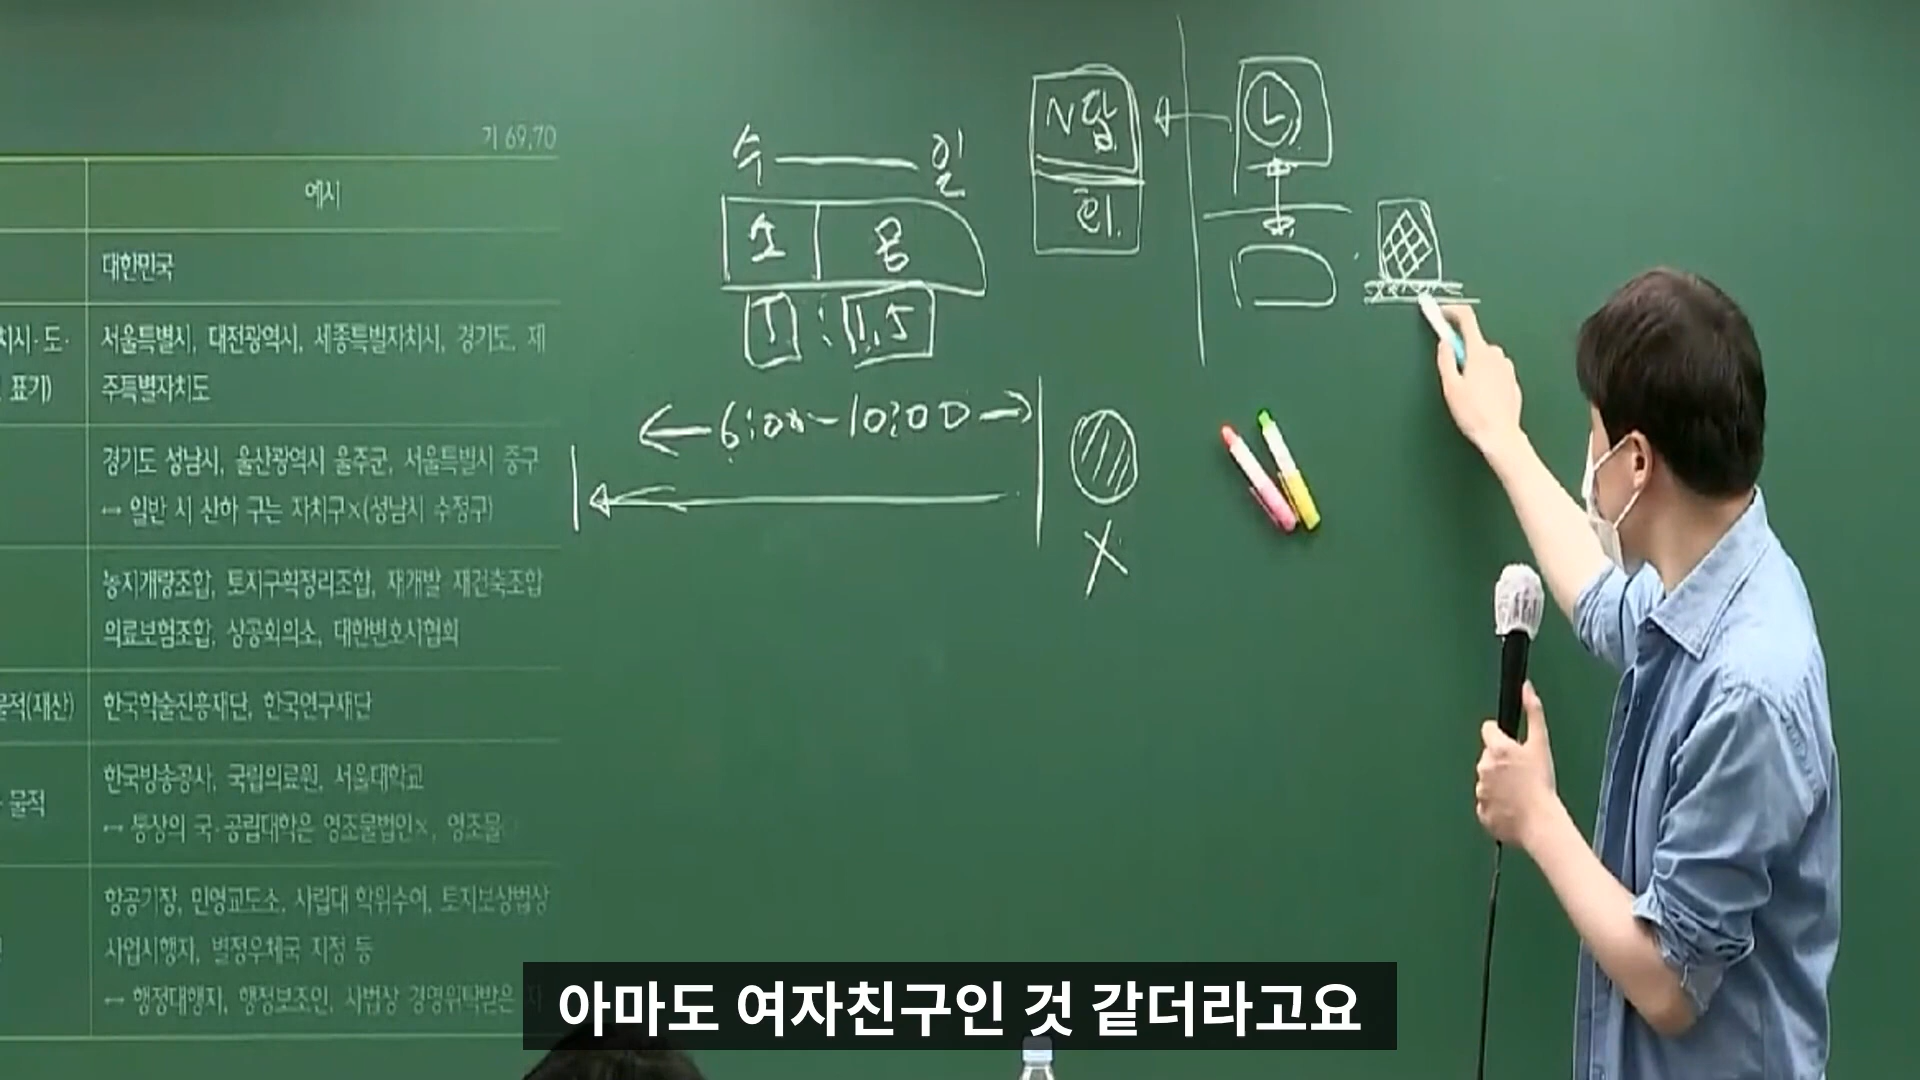 기 69,70
예시
대한민국
치시·도·
서울특별시, 대전광역시, 세종특별자치시, 경기도, 제
표기)
주특별자치도
경기도 성남시, 울산광역시 울주군, 서울특별시 중구
↔ 일반 시 산하 구는 자치구×(성남시 수정구)
농지개량조합, 토지구획정리조합, 재개발 재건축조합
의료보험조합, 상공회의소, 대한변호사협회
물적(재산)
한국학술진흥재단, 한국연구재단
한국방송공사, 국립의료원, 서울대학교
물적
↔ 통상의 국·공립대학은 영조물법인×, 영조물
항공기장, 민영교도소, 사립대 학위수여, 토지보상법상
사업시행자, 별정우체국 지정 등
↔ 행정대행자, 행정보조인, 사법상 경영위탁받은
수 일
소 몽
1 : 1.5
6:00~10:00
X
L
아마도 여자친구인 것 같더라고요